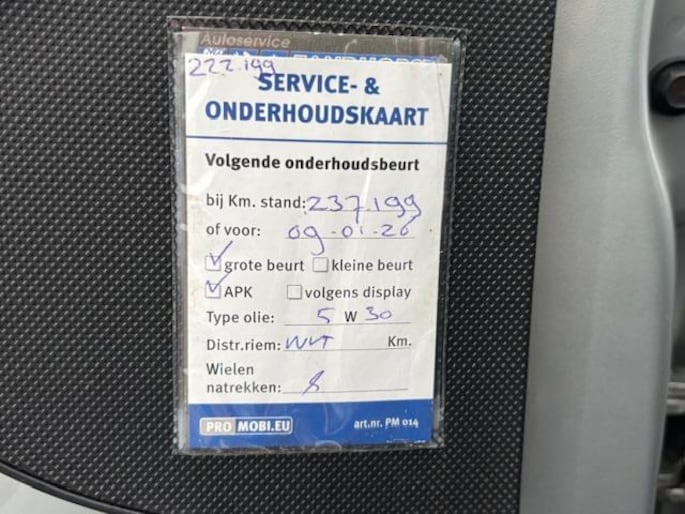 Autoservice
222.199
SERVICE- &
ONDERHOUDSKAART
Volgende onderhoudsbeurt
bij Km. stand: 237.199
of voor: 09-01-26
grote beurt kleine beurt
APK volgens display
Type olie: 5 W 30
Distr.riem: NVT Km.
Wielen
natrekken:
PROMOBI.EU art.nr. PM 014